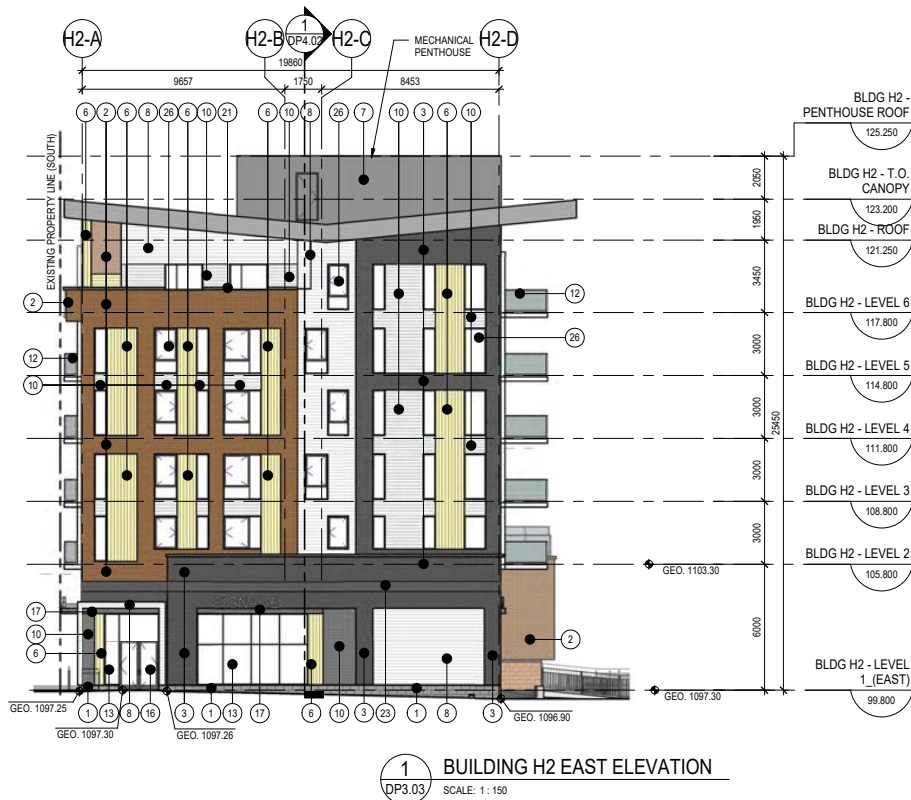 H2-A
H2-B
1
DP4.02
H2-C
MECHANICAL
PENTHOUSE
H2-D
19860
9657
1750
8453
6
2
6
8
26
6
10
21
6
10
8
26
7
10
3
6
10
EXISTING PROPERTY LINE (SOUTH)
BLDG H2 -
PENTHOUSE ROOF
125.250
2050
BLDG H2 - T.O.
CANOPY
123.200
1950
BLDG H2 - ROOF
121.250
3450
2
12
BLDG H2 - LEVEL 6
117.800
26
3000
12
BLDG H2 - LEVEL 5
114.800
10
3000
25450
BLDG H2 - LEVEL 4
111.800
3000
BLDG H2 - LEVEL 3
108.800
3000
BLDG H2 - LEVEL 2
105.800
GEO. 1103.30
17
10
6
2
6000
BLDG H2 - LEVEL
1_(EAST)
99.800
GEO. 1097.30
GEO. 1097.25
1
13
8
16
3
1
13
17
6
10
3
23
1
8
3
GEO. 1097.30
GEO. 1097.26
GEO. 1096.90
1
DP3.03
BUILDING H2 EAST ELEVATION
SCALE: 1 : 150